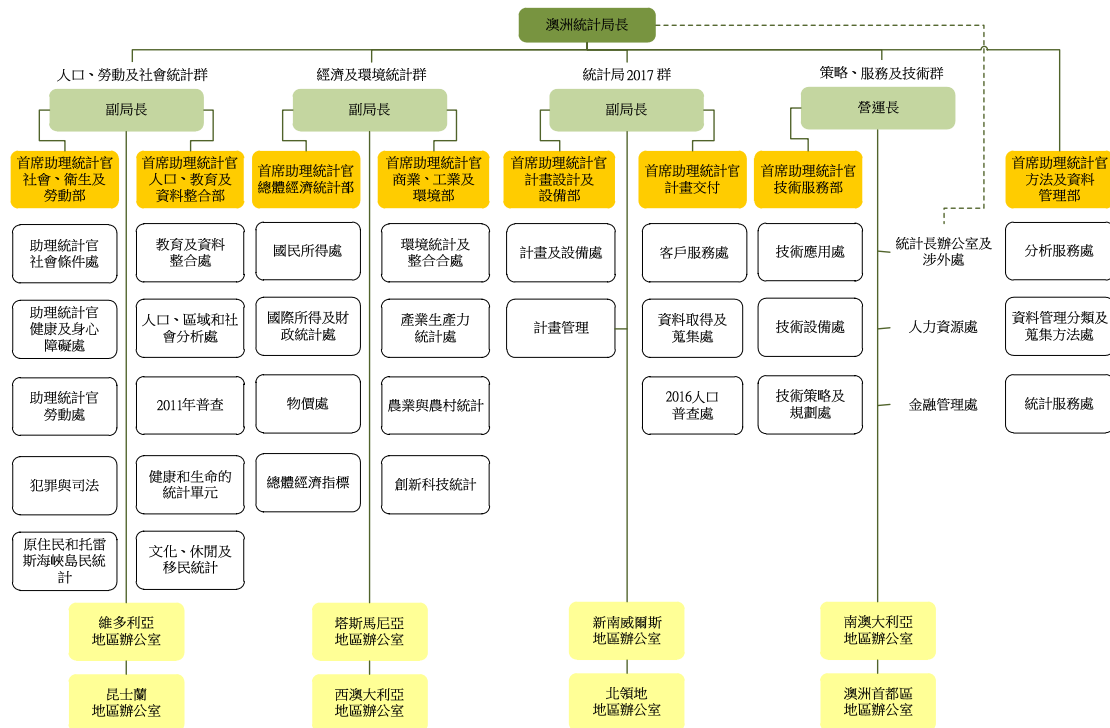 澳洲統計局長
人口、勞動及社會統計群
經濟及環境統計群
統計局2017群
策略、服務及技術群
副局長
副局長
副局長
營運長
首席助理統計官
社會、衛生及
勞動部
首席助理統計官
人口、教育及
資料整合部
首席助理統計官
總體經濟統計部
首席助理統計官
商業、工業及
環境部
首席助理統計官
計畫設計及
設備部
首席助理統計官
計畫交付
首席助理統計官
技術服務部
首席助理統計官
方法及資料
管理部
助理統計官
社會條件處
教育及資料
整合處
國民所得處
環境統計及
整合合處
計畫及設備處
客戶服務處
技術應用處
統計長辦公室及
涉外處
分析服務處
助理統計官
健康及身心
障礙處
人口、區域和社
會分析處
國際所得及財
政統計處
產業生產力
統計處
計畫管理
資料取得及
蒐集處
技術設備處
人力資源處
資料管理分類及
蒐集方法處
助理統計官
勞動處
2011年普查
物價處
農業與農村統計
2016人口
普查處
技術策略及
規劃處
金融管理處
統計服務處
犯罪與司法
健康和生命的
統計單元
總體經濟指標
創新科技統計
原住民和托雷
斯海峽島民統
計
文化、休閒及
移民統計
維多利亞
地區辦公室
塔斯馬尼亞
地區辦公室
新南威爾斯
地區辦公室
南澳大利亞
地區辦公室
昆士蘭
地區辦公室
西澳大利亞
地區辦公室
北領地
地區辦公室
澳洲首都區
地區辦公室